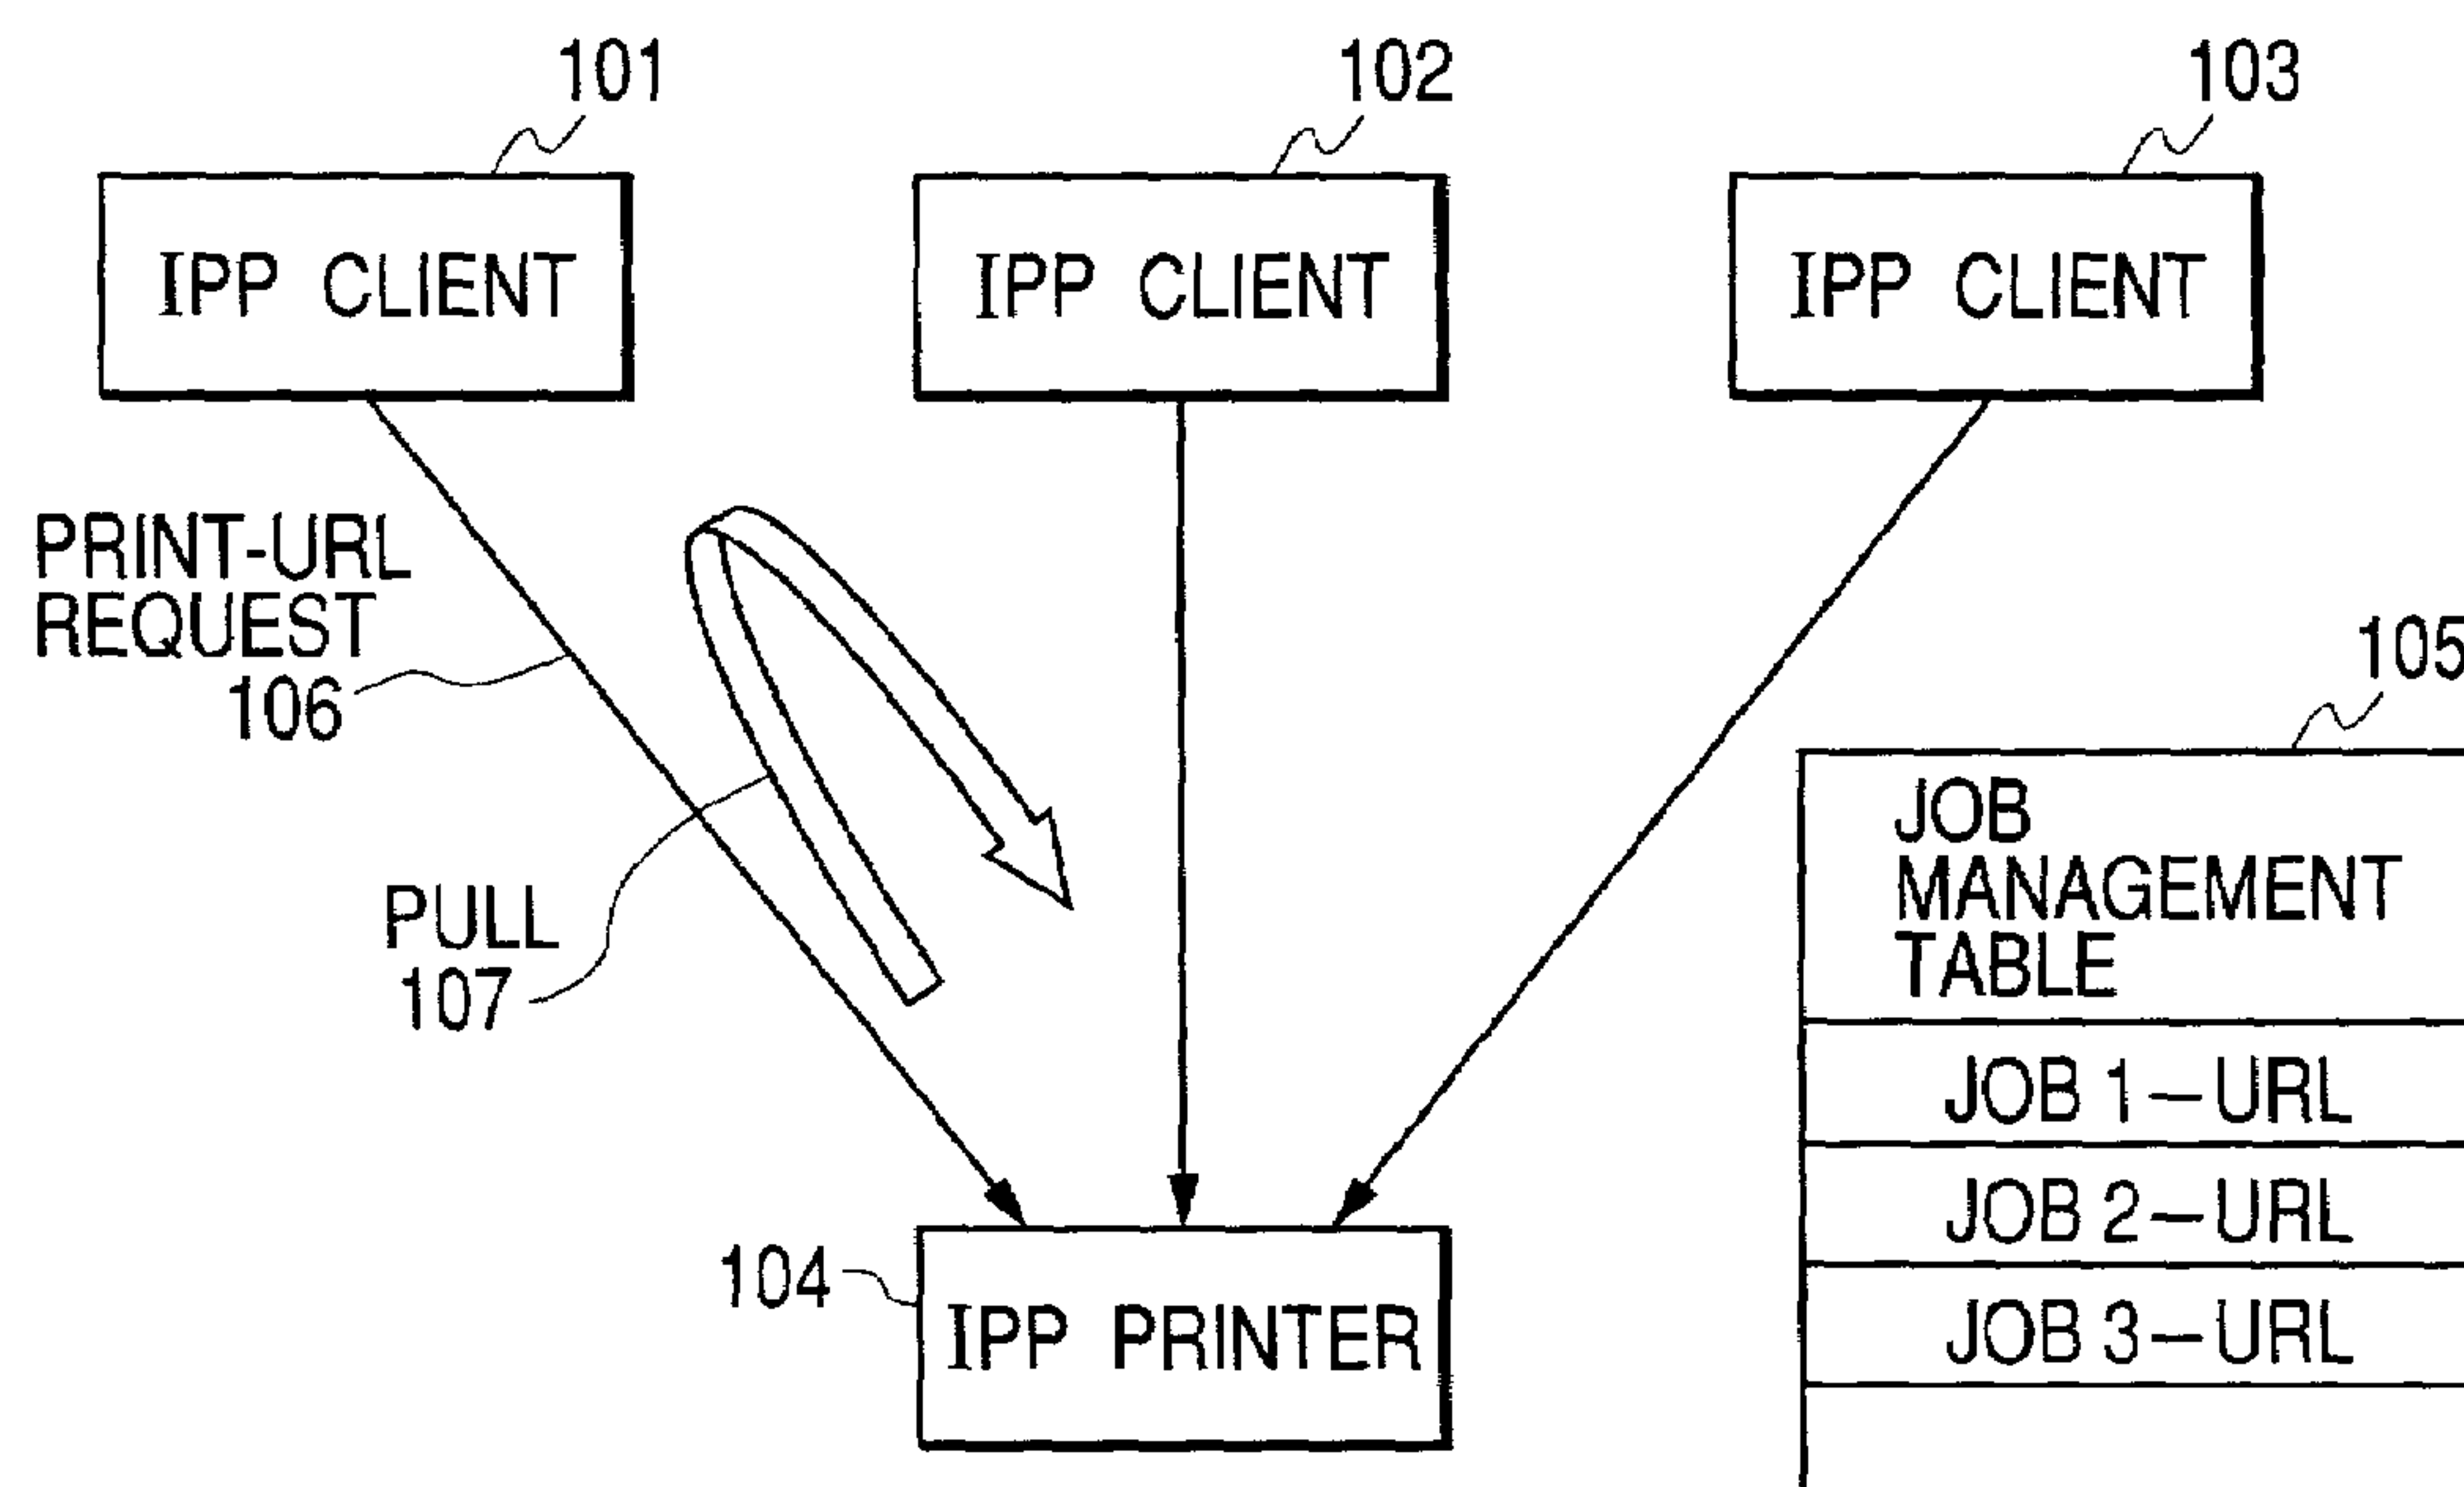 101
102
103
IPP CLIENT
IPP CLIENT
IPP CLIENT
PRINT-URL
REQUEST
106
105
PULL
107
JOB
MANAGEMENT
TABLE
JOB 1－URL
JOB 2－URL
JOB 3－URL
104
IPP PRINTER